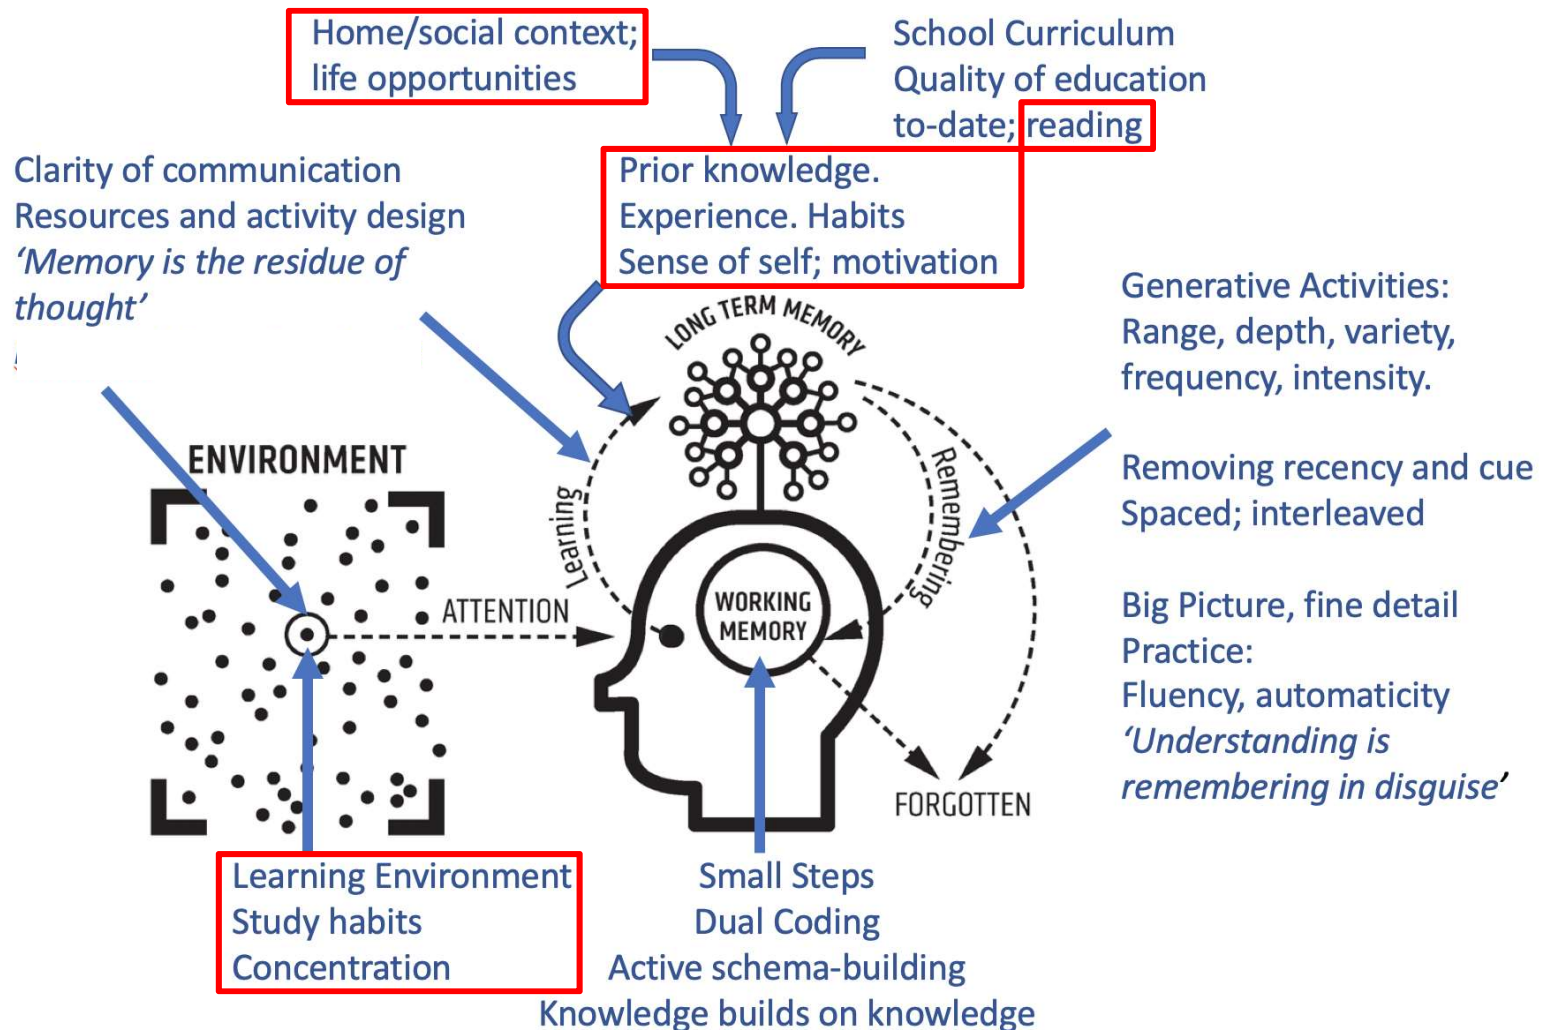 Home/social context;
life opportunities
School Curriculum
Quality of education
to-date; reading
Clarity of communication
Resources and activity design
‘Memory is the residue of
thought’
Prior knowledge.
Experience. Habits
Sense of self; motivation
Generative Activities:
Range, depth, variety,
frequency, intensity.
Removing recency and cue
Spaced; interleaved
Big Picture, fine detail
Practice:
Fluency, automaticity
‘Understanding is
remembering in disguise’
LONG TERM MEMORY
ENVIRONMENT
Learning
Remembering
ATTENTION
WORKING
MEMORY
FORGOTTEN
Learning Environment
Study habits
Concentration
Small Steps
Dual Coding
Active schema-building
Knowledge builds on knowledge